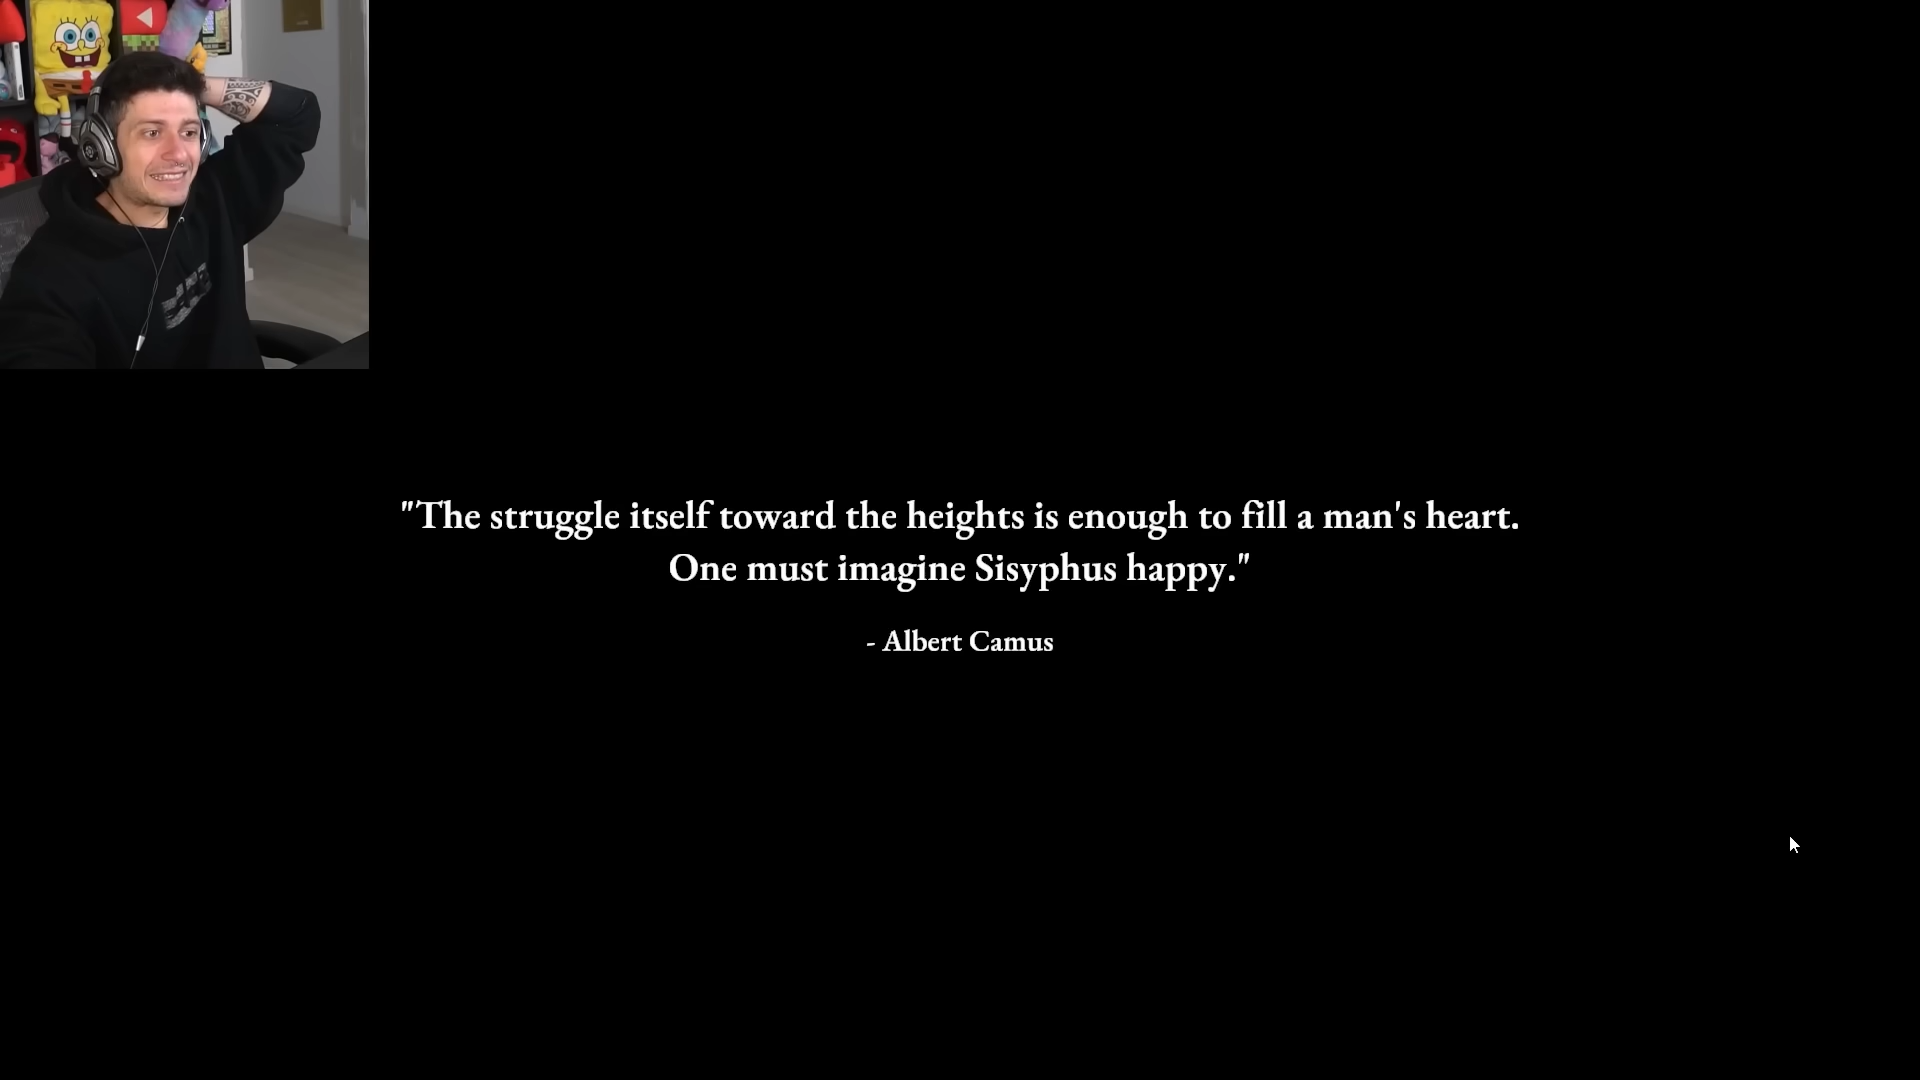 "The struggle itself toward the heights is enough to fill a man's heart.
One must imagine Sisyphus happy."
- Albert Camus